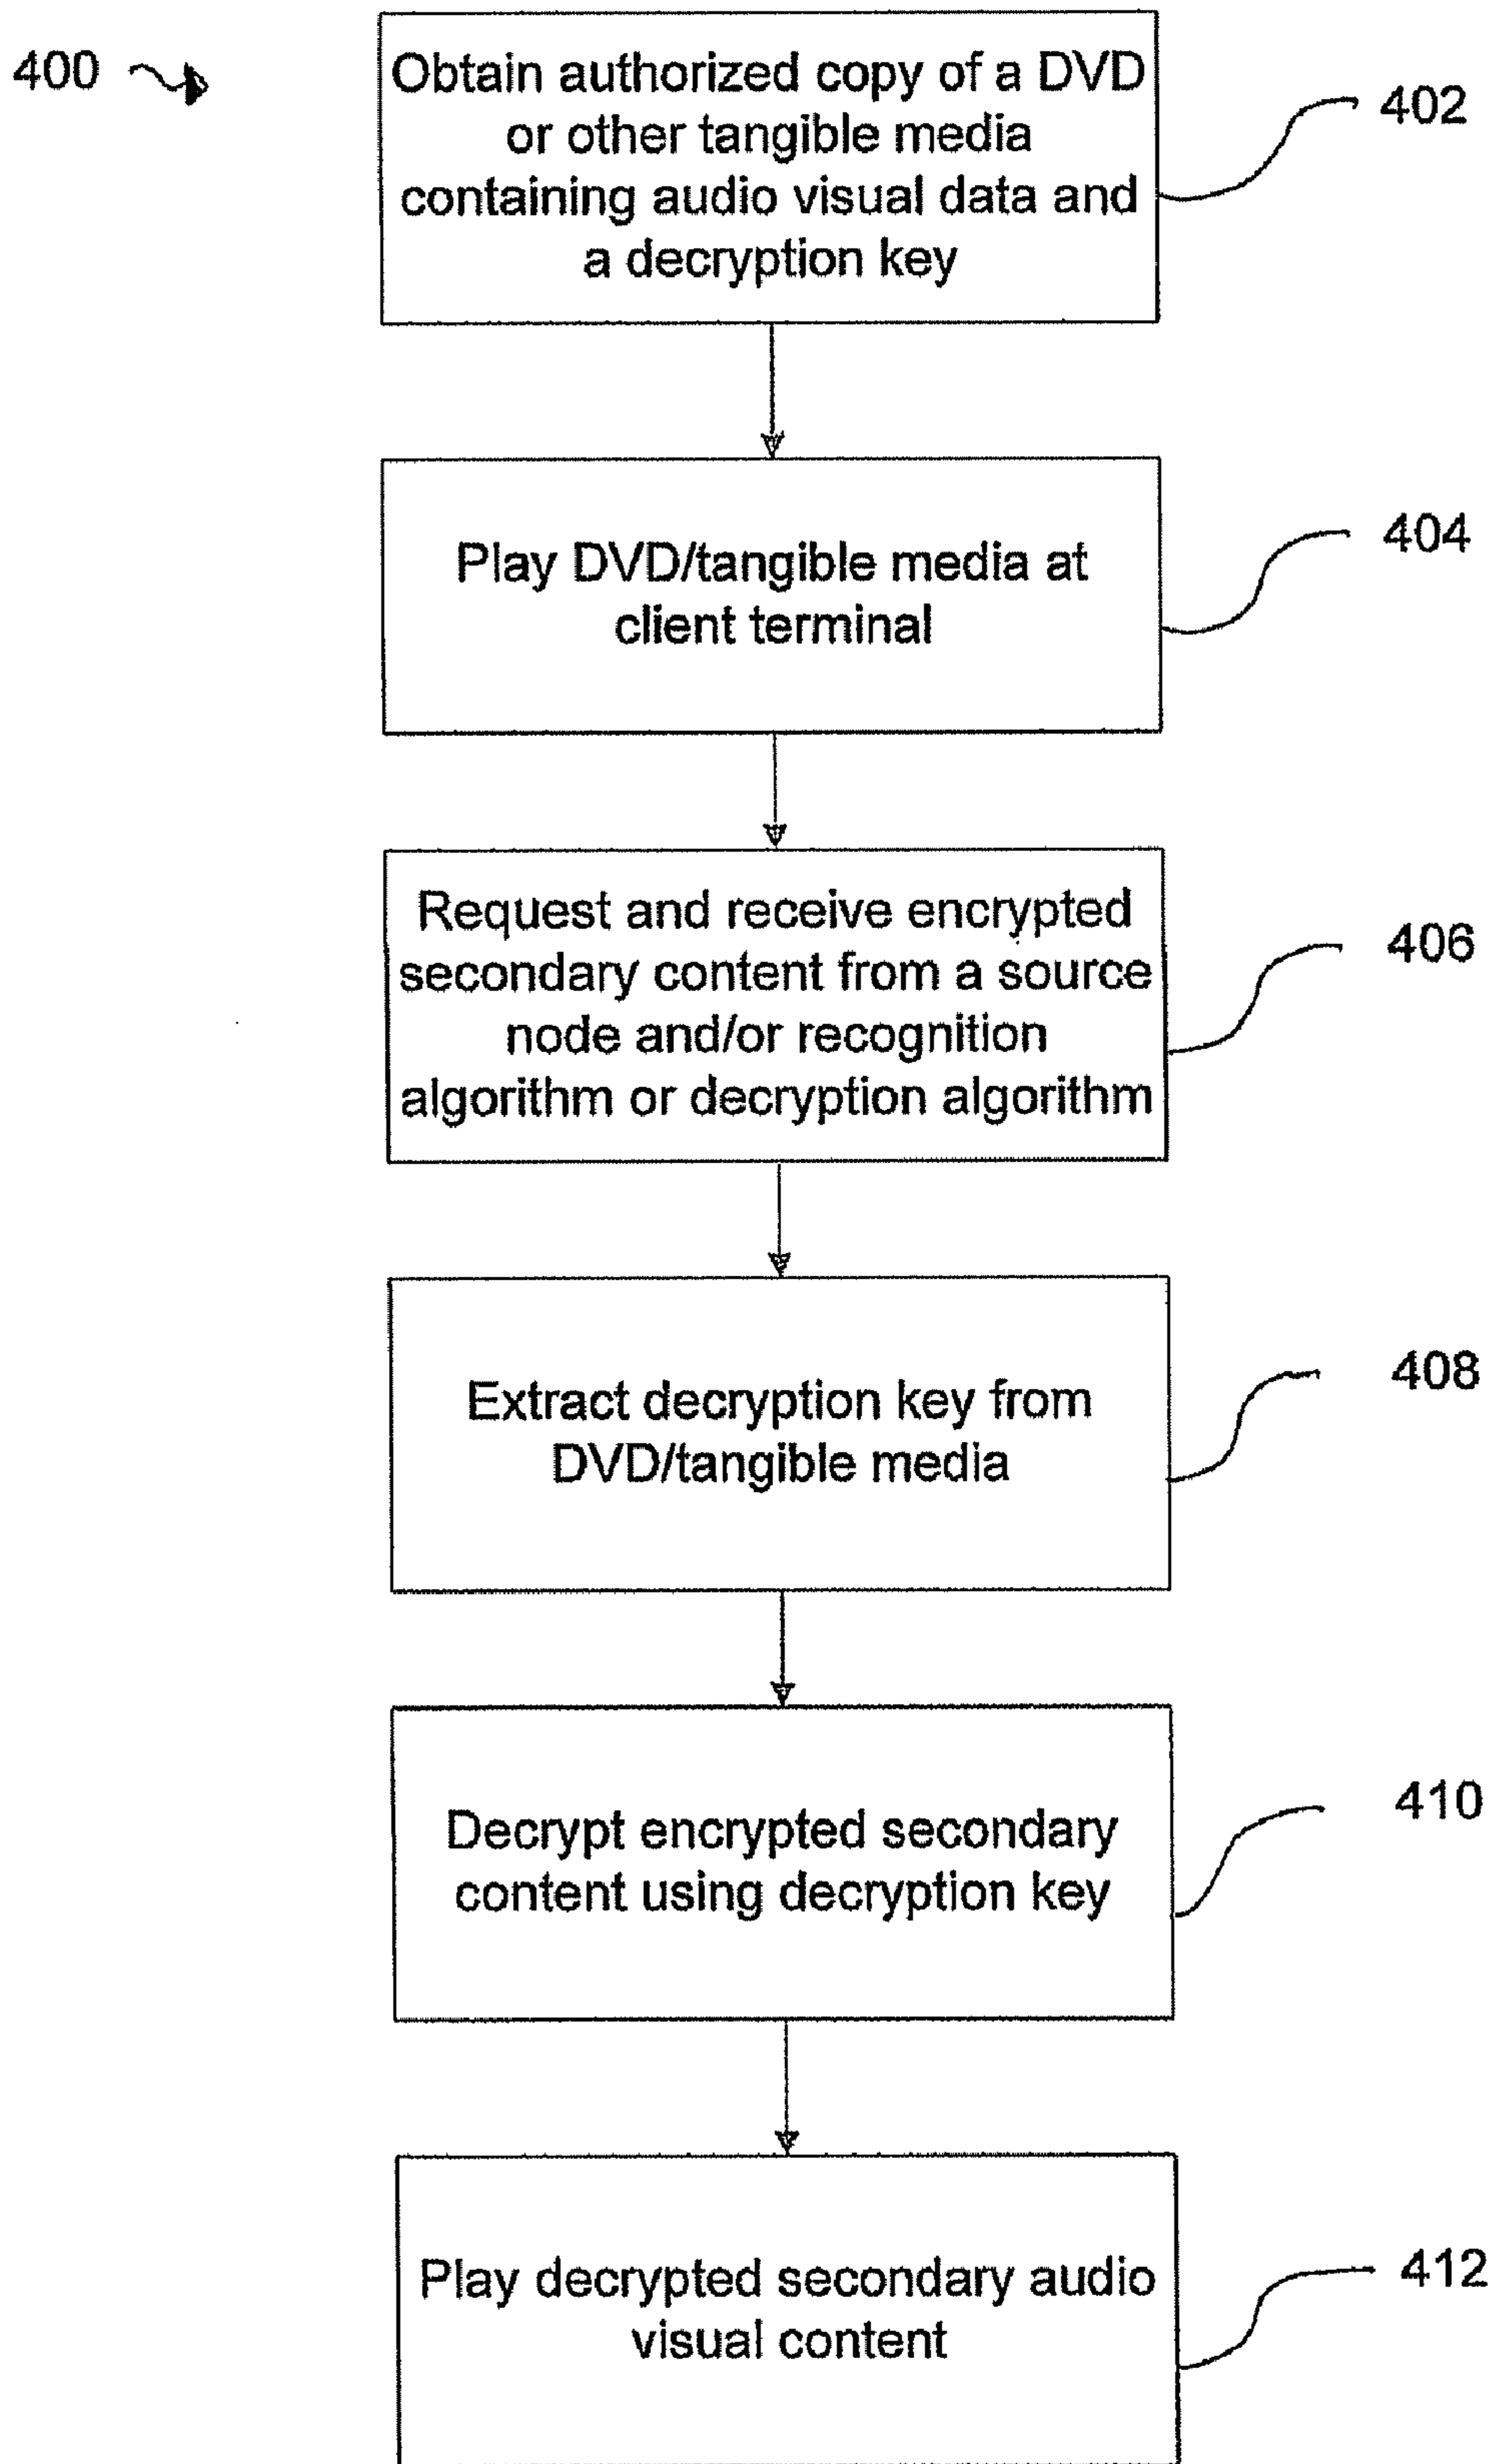 400
Obtain authorized copy of a DVD
or other tangible media
containing audio visual data and
a decryption key
402
Play DVD/tangible media at
client terminal
404
Request and receive encrypted
secondary content from a source
node and/or recognition
algorithm or decryption algorithm
406
Extract decryption key from
DVD/tangible media
408
Decrypt encrypted secondary
content using decryption key
410
Play decrypted secondary audio
visual content
412